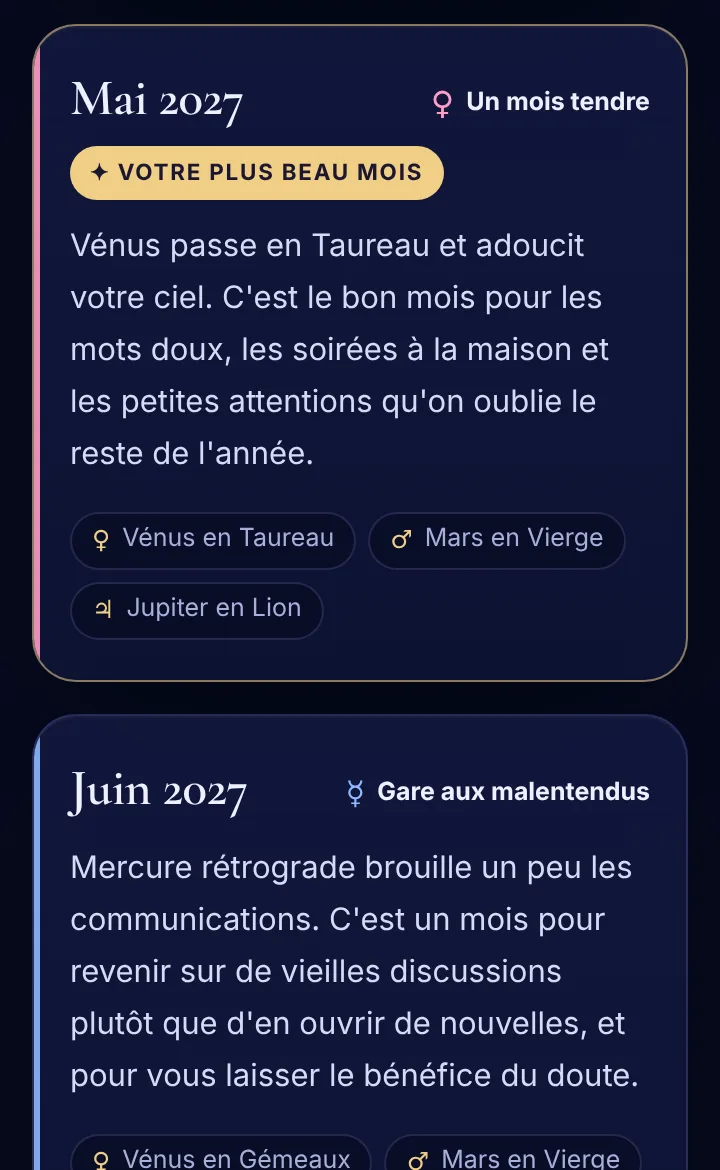 Mai 2027
♀ Un mois tendre
✦ VOTRE PLUS BEAU MOIS
Vénus passe en Taureau et adoucit
votre ciel. C'est le bon mois pour les
mots doux, les soirées à la maison et
les petites attentions qu'on oublie le
reste de l'année.
♀ Vénus en Taureau
♂ Mars en Vierge
♃ Jupiter en Lion
Juin 2027
☿ Gare aux malentendus
Mercure rétrograde brouille un peu les
communications. C'est un mois pour
revenir sur de vieilles discussions
plutôt que d'en ouvrir de nouvelles, et
pour vous laisser le bénéfice du doute.
♀ Vénus en Gémeaux
♂ Mars en Vierge